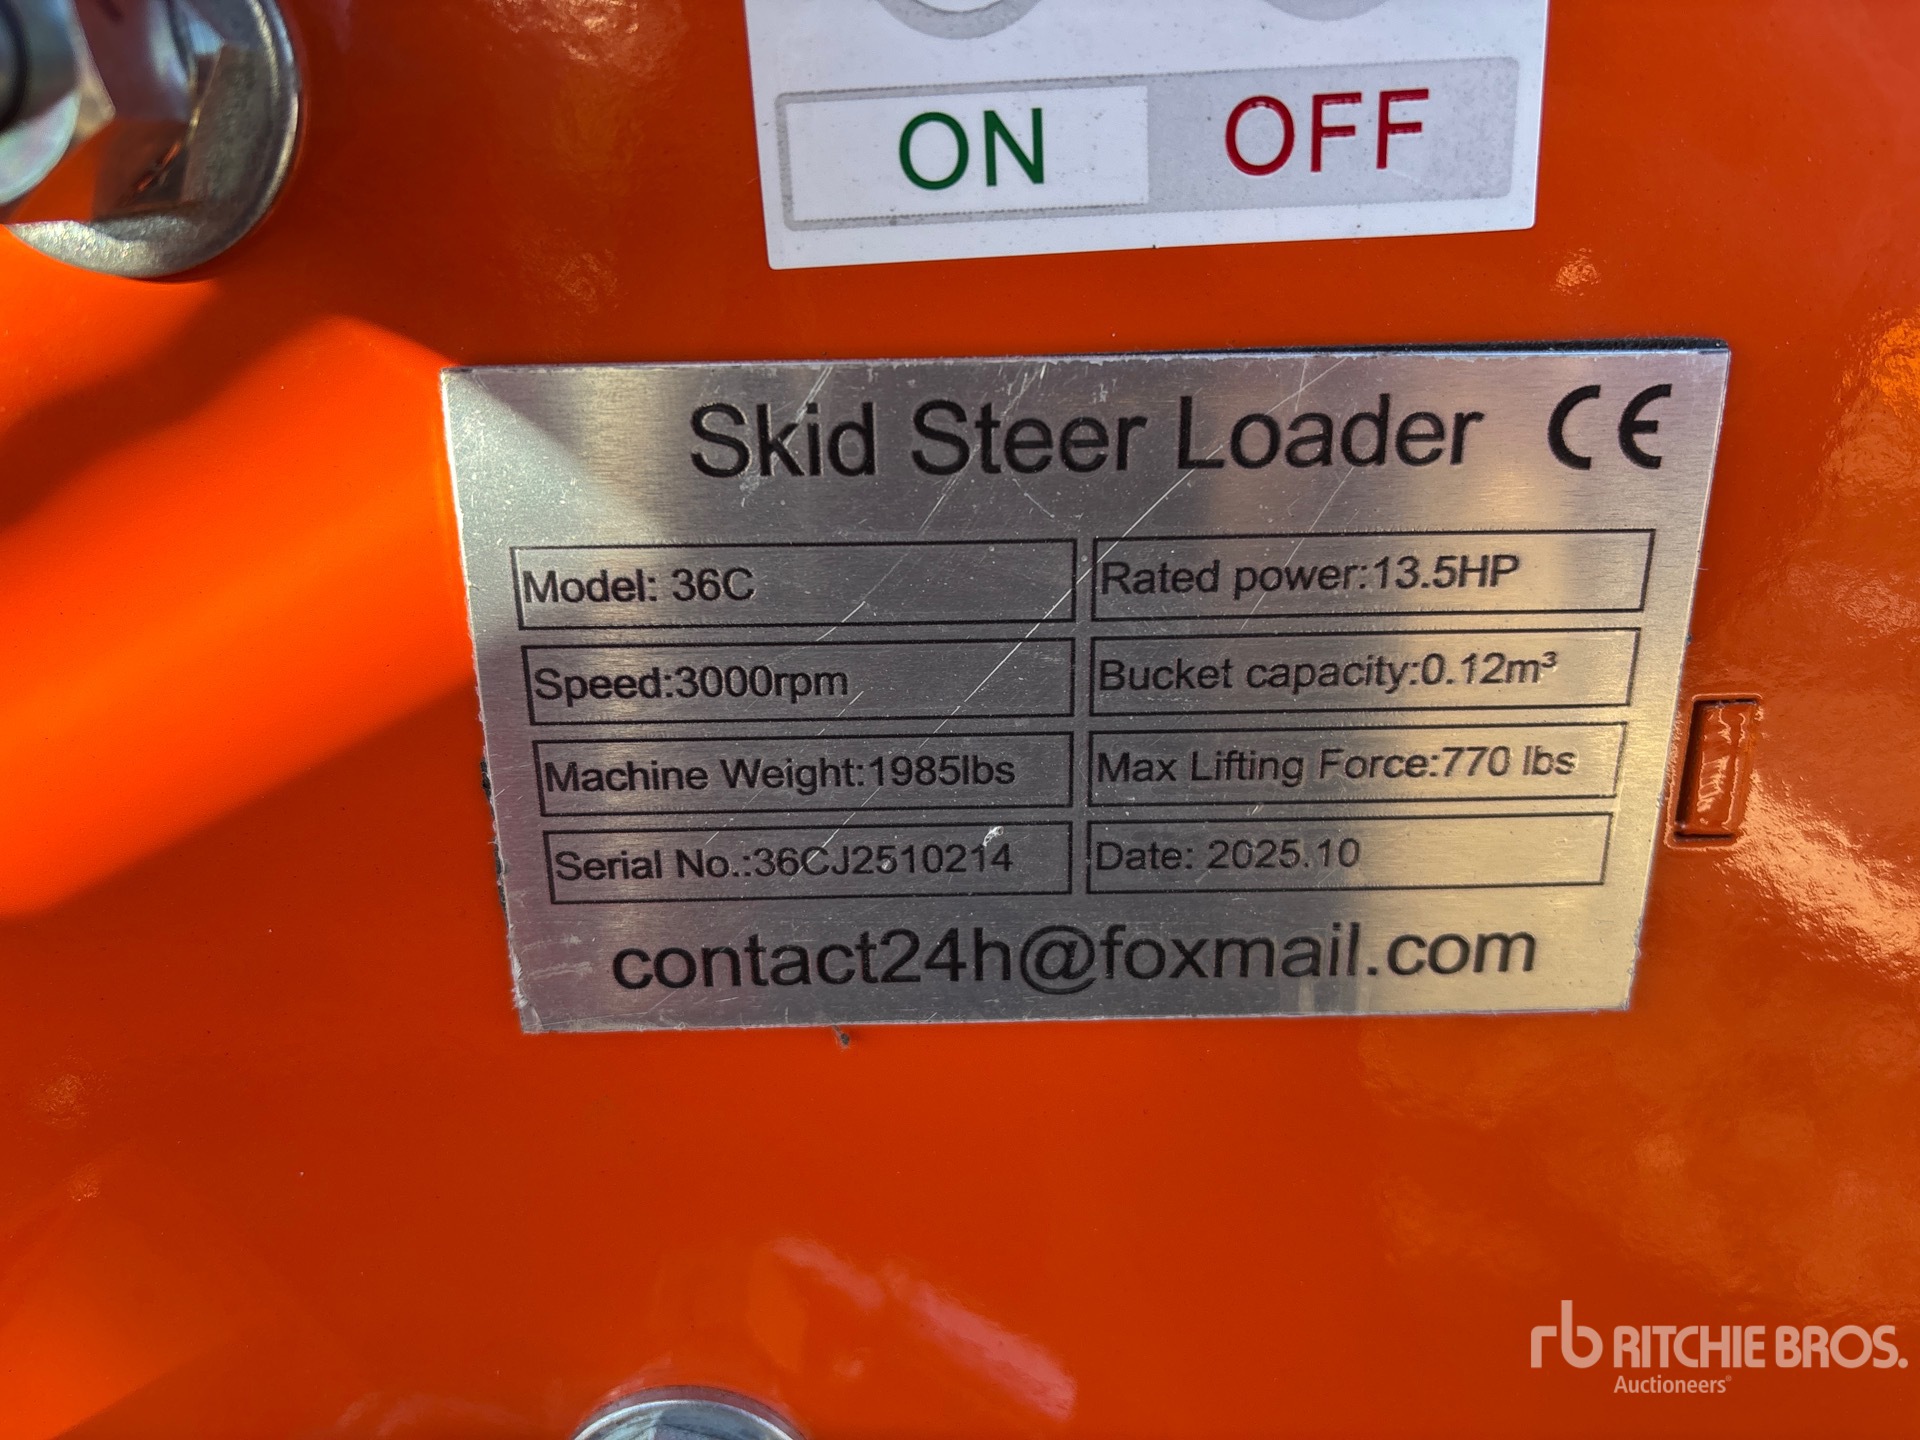 ON OFF
Skid Steer Loader CE
Model: 36C
Rated power:13.5HP
Speed:3000rpm
Bucket capacity:0.12m³
Machine Weight:1985lbs
Max Lifting Force:770 lbs
Serial No.:36CJ2510214
Date: 2025.10
contact24h@foxmail.com
rb RITCHIE BROS.
Auctioneers